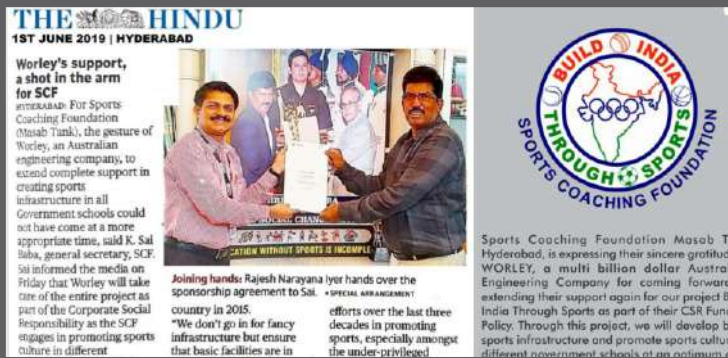 THE HINDU
1ST JUNE 2019 | HYDERABAD
Worley's support,
a shot in the arm
for SCF
HYDERABAD: For Sports
Coaching Foundation
(Masab Tank), the gesture of
Worley, an Australian
engineering company, to
extend complete support in
creating sports
infrastructure in all
Government schools could
not have come at a more
appropriate time, said K. Sai
Baba, general secretary, SCF.
Sai informed the media on
Friday that Worley will take
care of the entire project as
part of the Corporate Social
Responsibility as the SCF
engages in promoting sports
culture in different
CATION WITHOUT SPORTS IS INCOMPLE
Joining hands: Rajesh Narayana Iyer hands over the
sponsorship agreement to Sai. • SPECIAL ARRANGEMENT
country in 2015.
"We don't go in for fancy
infrastructure but ensure
that basic facilities are in
efforts over the last three
decades in promoting
sports, especially amongst
the under-privileged
BUILD INDIA
THROUGH SPORTS
SPORTS COACHING FOUNDATION
Sports Coaching Foundation Masab T
Hyderabad, is expressing their sincere gratitud
WORLEY, a multi billion dollar Austra
Engineering Company for coming forwar
extending their support again for our project
India Through Sports as part of their CSR Fun
Policy. Through this project, we will develop b
sports infrastructure and promote sports cultu
different government schools on an optimum